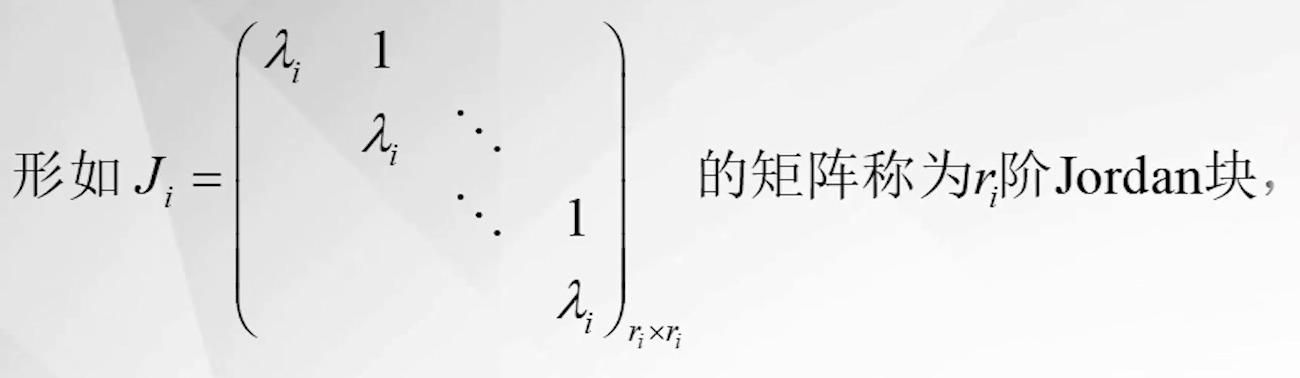 形如 $J_i = \begin{pmatrix} \lambda_i & 1 & & \\ & \lambda_i & \ddots & \\ & & \ddots & 1 \\ & & & \lambda_i \end{pmatrix}_{r_i \times r_i}$ 的矩阵称为$r_i$阶Jordan块，